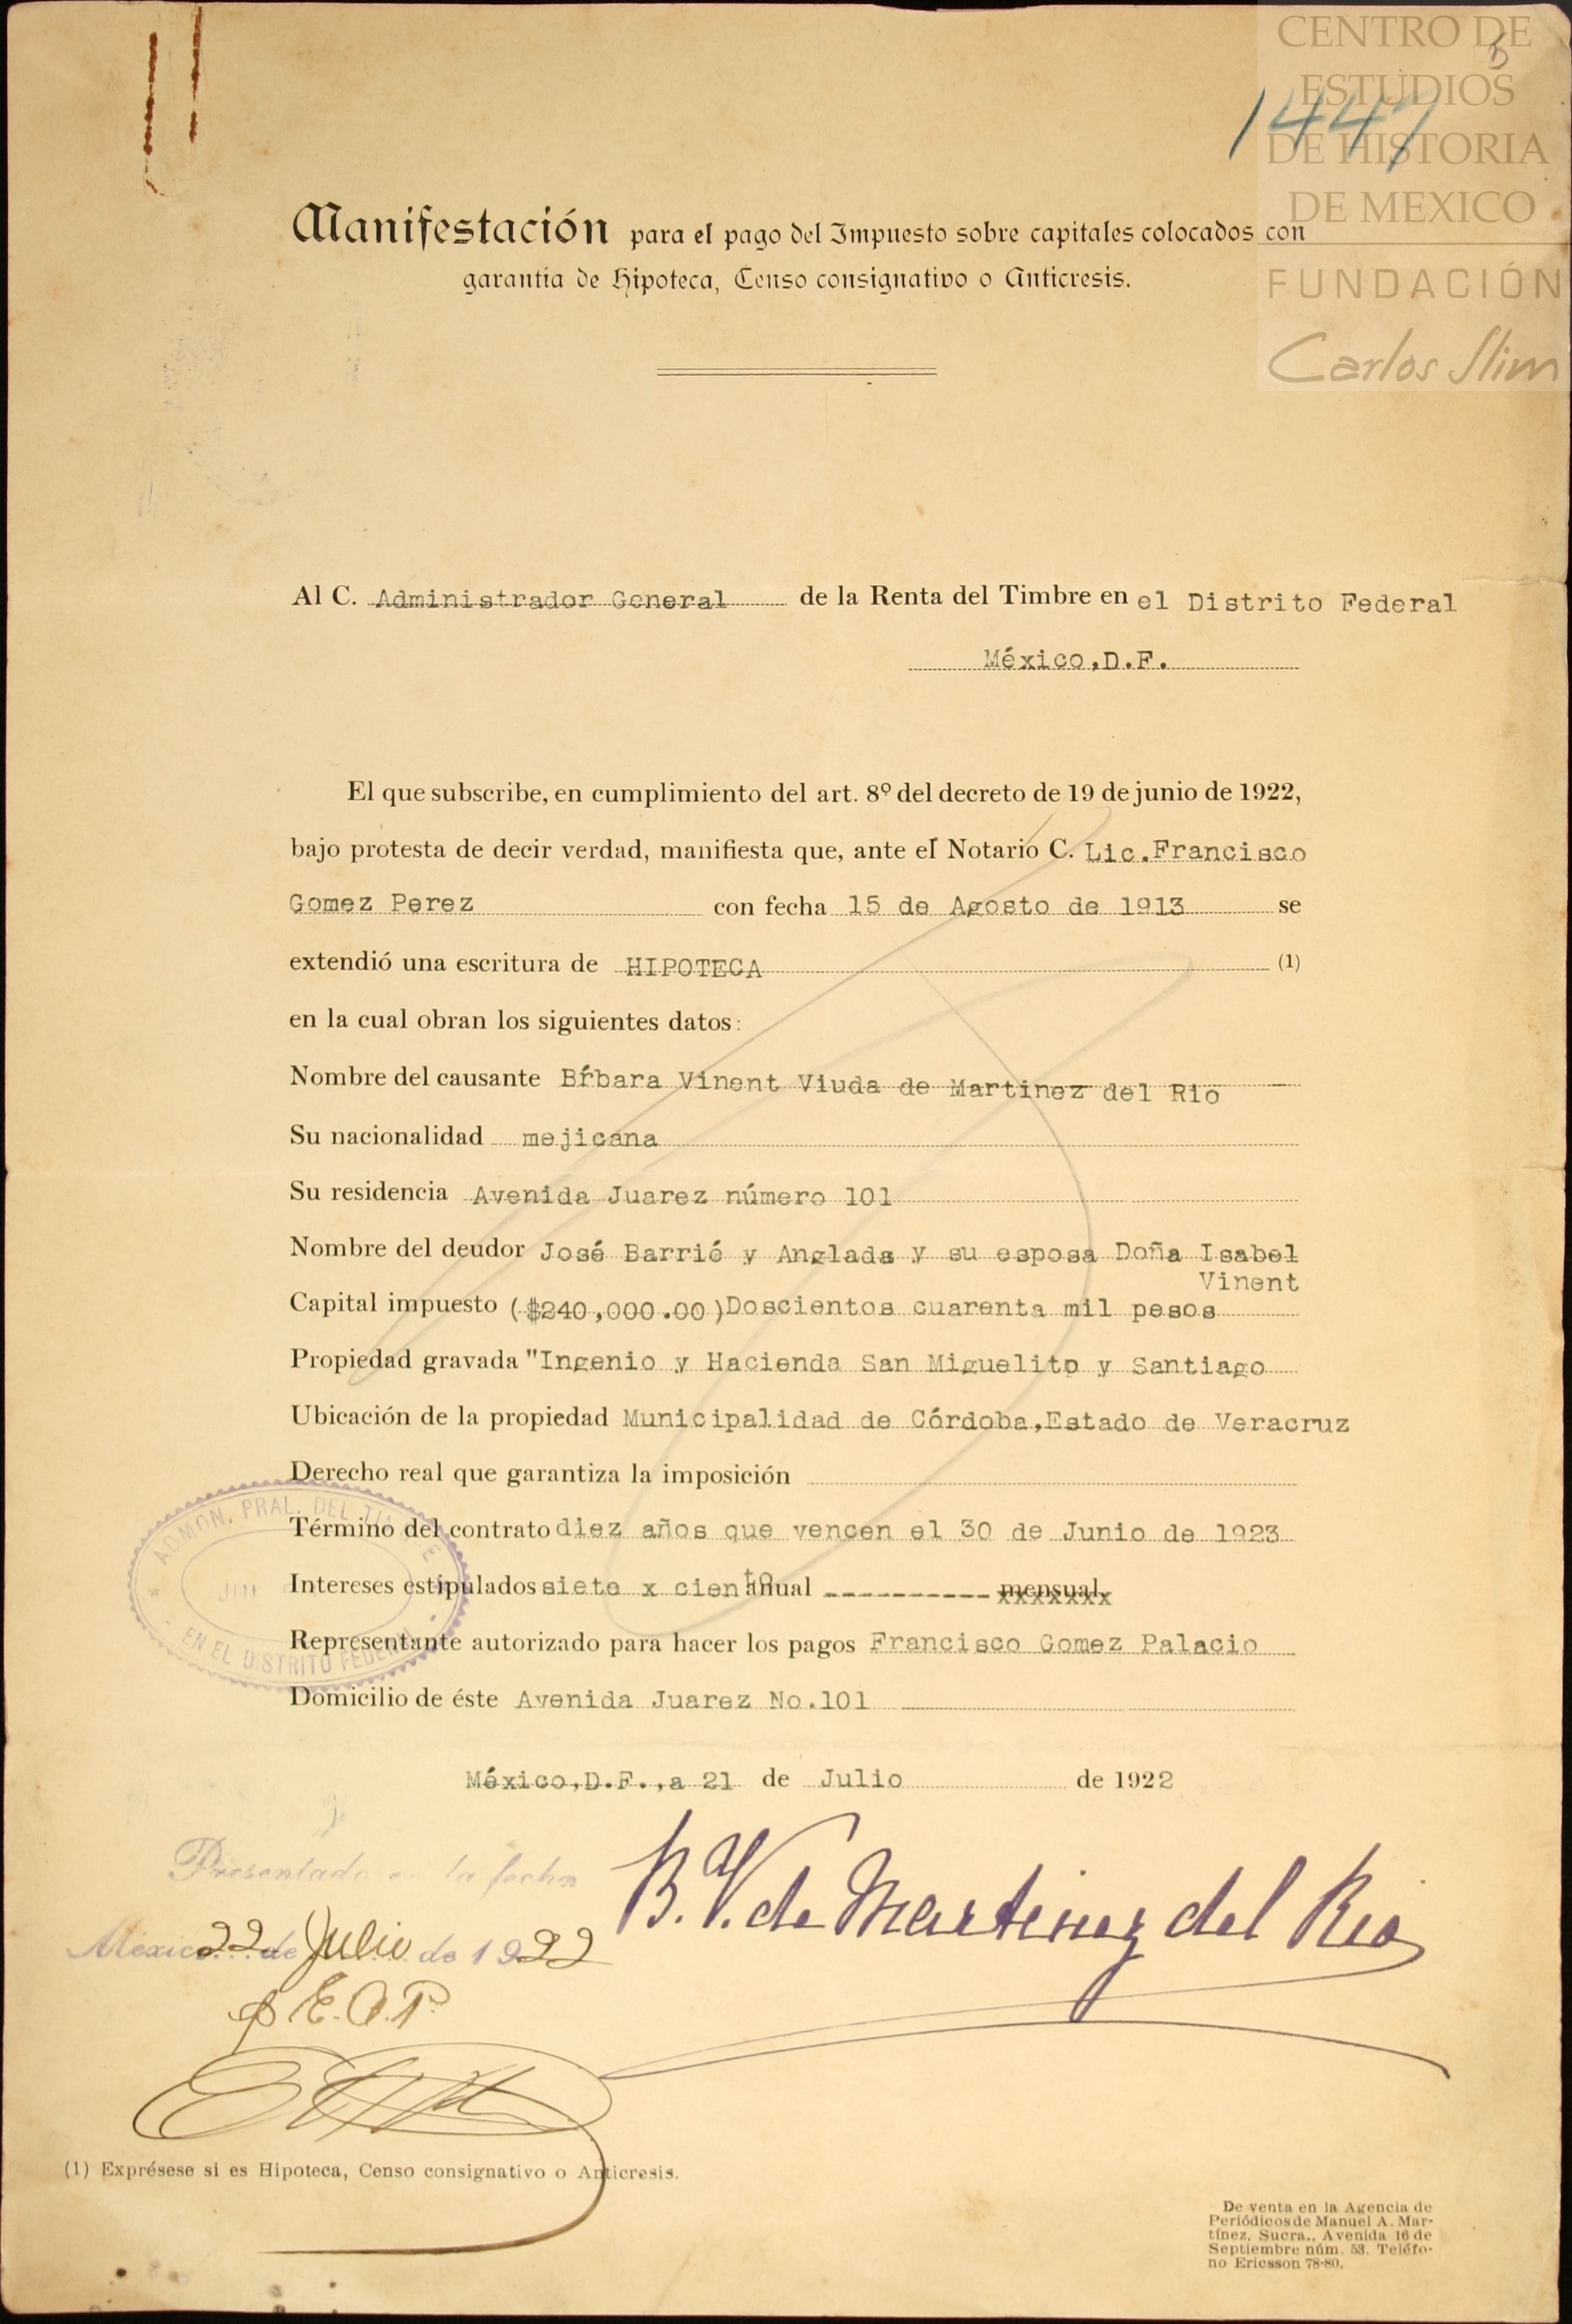 CENTRO DE
ESTUDIOS
DE HISTORIA
DE MEXICO
FUNDACIÓN
Carlos Slim
5
1447
Manifestación para el pago del Impuesto sobre capitales colocados con
garantía de Hipoteca, Censo consignativo o Anticresis.
Al C. Administrador General de la Renta del Timbre en el Distrito Federal
México,D.F.
El que subscribe, en cumplimiento del art. 8º del decreto de 19 de junio de 1922,
bajo protesta de decir verdad, manifiesta que, ante el Notario C. Lic.Francisco
Gomez Perez con fecha 15 de Agosto de 1913 se
extendió una escritura de HIPOTECA (1)
en la cual obran los siguientes datos:
Nombre del causante Bŕbara Vinent Viuda de Martinez del Rio
Su nacionalidad mejicana
Su residencia Avenida Juarez número 101
Nombre del deudor José Barrié y Anglada y su esposa Doña Isabel
Vinent
Capital impuesto ($240,000.00)Doscientos cuarenta mil pesos
Propiedad gravada "Ingenio y Hacienda San Miguelito y Santiago
Ubicación de la propiedad Municipalidad de Córdoba,Estado de Veracruz
Derecho real que garantiza la imposición
Término del contrato diez años que vencen el 30 de Junio de 1923
Intereses estipulados siete x ciento anual ---------- mensual xxxxxxx
Representante autorizado para hacer los pagos Francisco Gomez Palacio
Domicilio de éste Avenida Juarez No.101
ADMON. PRAL. DEL TIMBRE
EN EL DISTRITO FEDERAL
México,D.F.,a 21 de Julio de 1922
Presentado en la fecha
B.V. de Martinez del Rio
México 22 de Julio de 1922
p E.O.P.
(1) Exprésese si es Hipoteca, Censo consignativo o Anticresis.
De venta en la Agencia de
Periódicos de Manuel A. Mar-
tínez, Sucra., Avenida 16 de
Septiembre núm. 53. Teléfo-
no Ericsson 78-80.